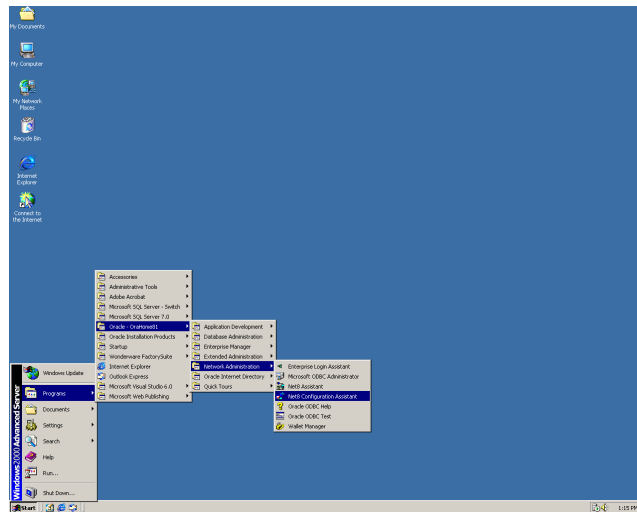 My Documents
My Computer
My Network
Places
Recycle Bin
Internet
Explorer
Connect to
the Internet
Accessories
Administrative Tools
Adobe Acrobat
Microsoft SQL Server - Switch
Microsoft SQL Server 7.0
Oracle - OraHome81
Oracle Installation Products
Startup
Wonderware FactorySuite
Internet Explorer
Outlook Express
Microsoft Visual Studio 6.0
Microsoft Web Publishing
Application Development
Database Administration
Enterprise Manager
Extended Administration
Network Administration
Oracle Internet Directory
Quick Tours
Enterprise Login Assistant
Microsoft ODBC Administrator
Net8 Assistant
Net8 Configuration Assistant
Oracle ODBC Help
Oracle ODBC Test
Wallet Manager
Windows 2000 Advanced Server
Windows Update
Programs
Documents
Settings
Search
Help
Run...
Shut Down...
Start
1:15 PM